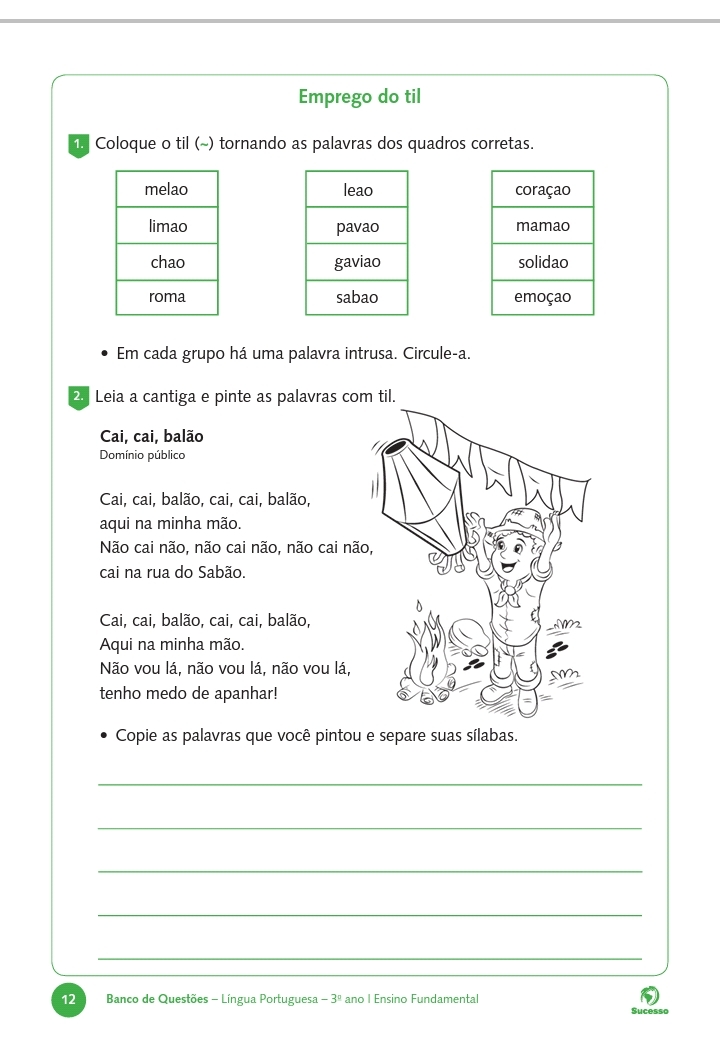 Emprego do til
1. Coloque o til (~) tornando as palavras dos quadros corretas.
melao leao coraçao
limao pavao mamao
chao gaviao solidao
roma sabao emoçao
• Em cada grupo há uma palavra intrusa. Circule-a.
2. Leia a cantiga e pinte as palavras com til.
Cai, cai, balão
Domínio público
Cai, cai, balão, cai, cai, balão,
aqui na minha mão.
Não cai não, não cai não, não cai não,
cai na rua do Sabão.
Cai, cai, balão, cai, cai, balão,
Aqui na minha mão.
Não vou lá, não vou lá, não vou lá,
tenho medo de apanhar!
• Copie as palavras que você pintou e separe suas sílabas.
12 Banco de Questões – Língua Portuguesa – 3º ano | Ensino Fundamental
Sucesso